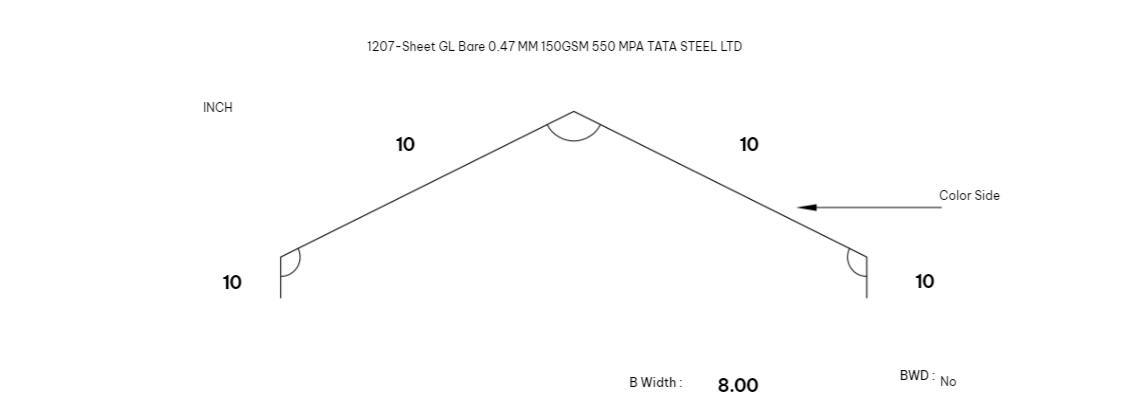 1207-Sheet GL Bare 0.47 MM 150GSM 550 MPA TATA STEEL LTD
INCH
10
10
Color Side
10
10
B Width : 8.00
BWD : No